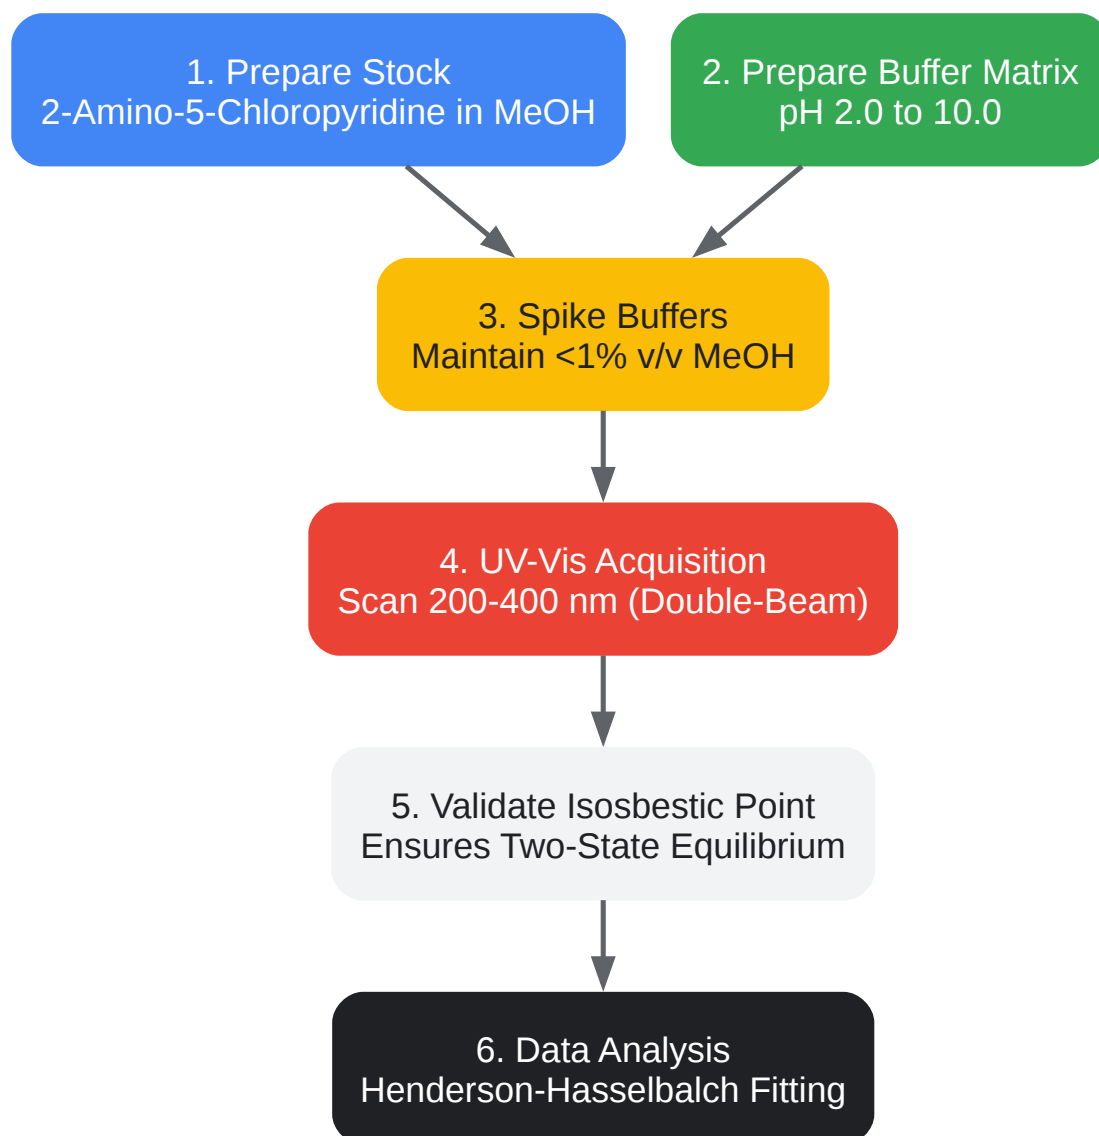 1. Prepare Stock
2-Amino-5-Chloropyridine in MeOH
2. Prepare Buffer Matrix
pH 2.0 to 10.0
3. Spike Buffers
Maintain <1% v/v MeOH
4. UV-Vis Acquisition
Scan 200-400 nm (Double-Beam)
5. Validate Isosbestic Point
Ensures Two-State Equilibrium
6. Data Analysis
Henderson-Hasselbalch Fitting